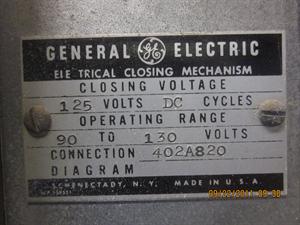 GENERAL GE ELECTRIC
ELE TRICAL CLOSING MECHANISM
CLOSING VOLTAGE
125 VOLTS DC CYCLES
OPERATING RANGE
90 TO 130 VOLTS
CONNECTION 402A820
DIAGRAM
SCHENECTADY, N. Y. MADE IN U.S.A.